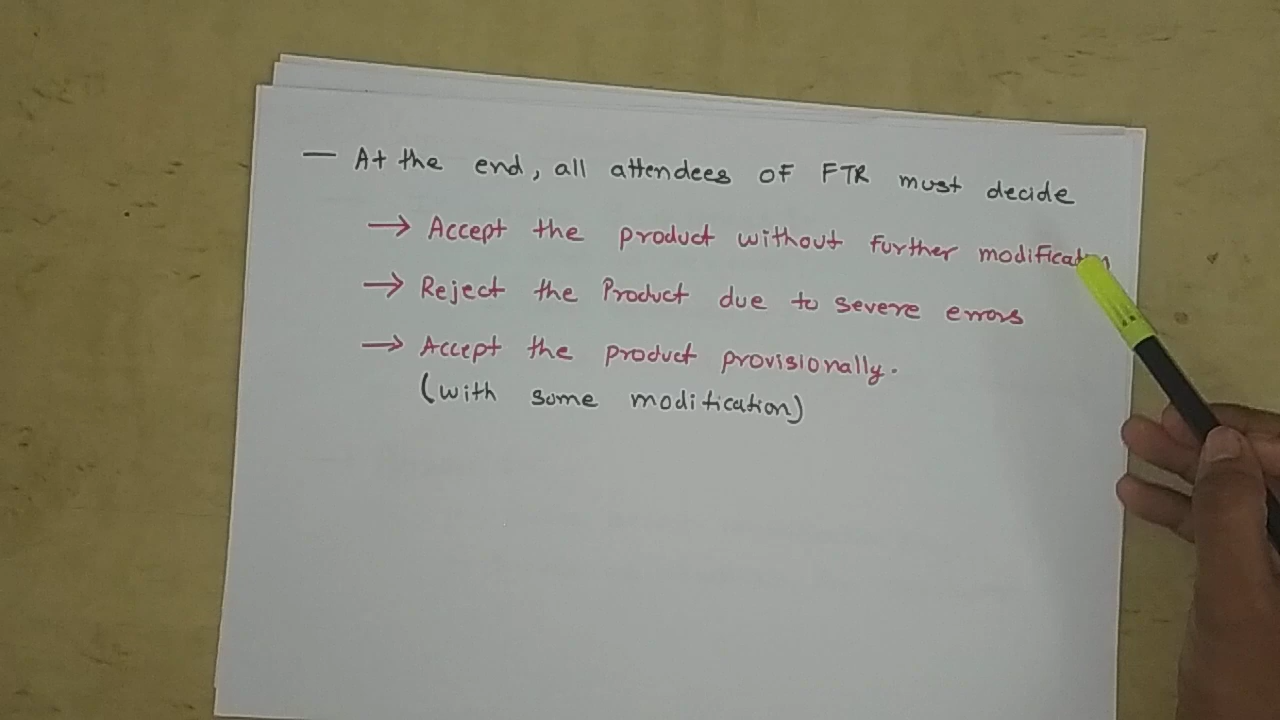 — At the end, all attendees of FTR must decide
→ Accept the product without further modification
→ Reject the Product due to severe errors
→ Accept the product provisionally.
(with some modification)